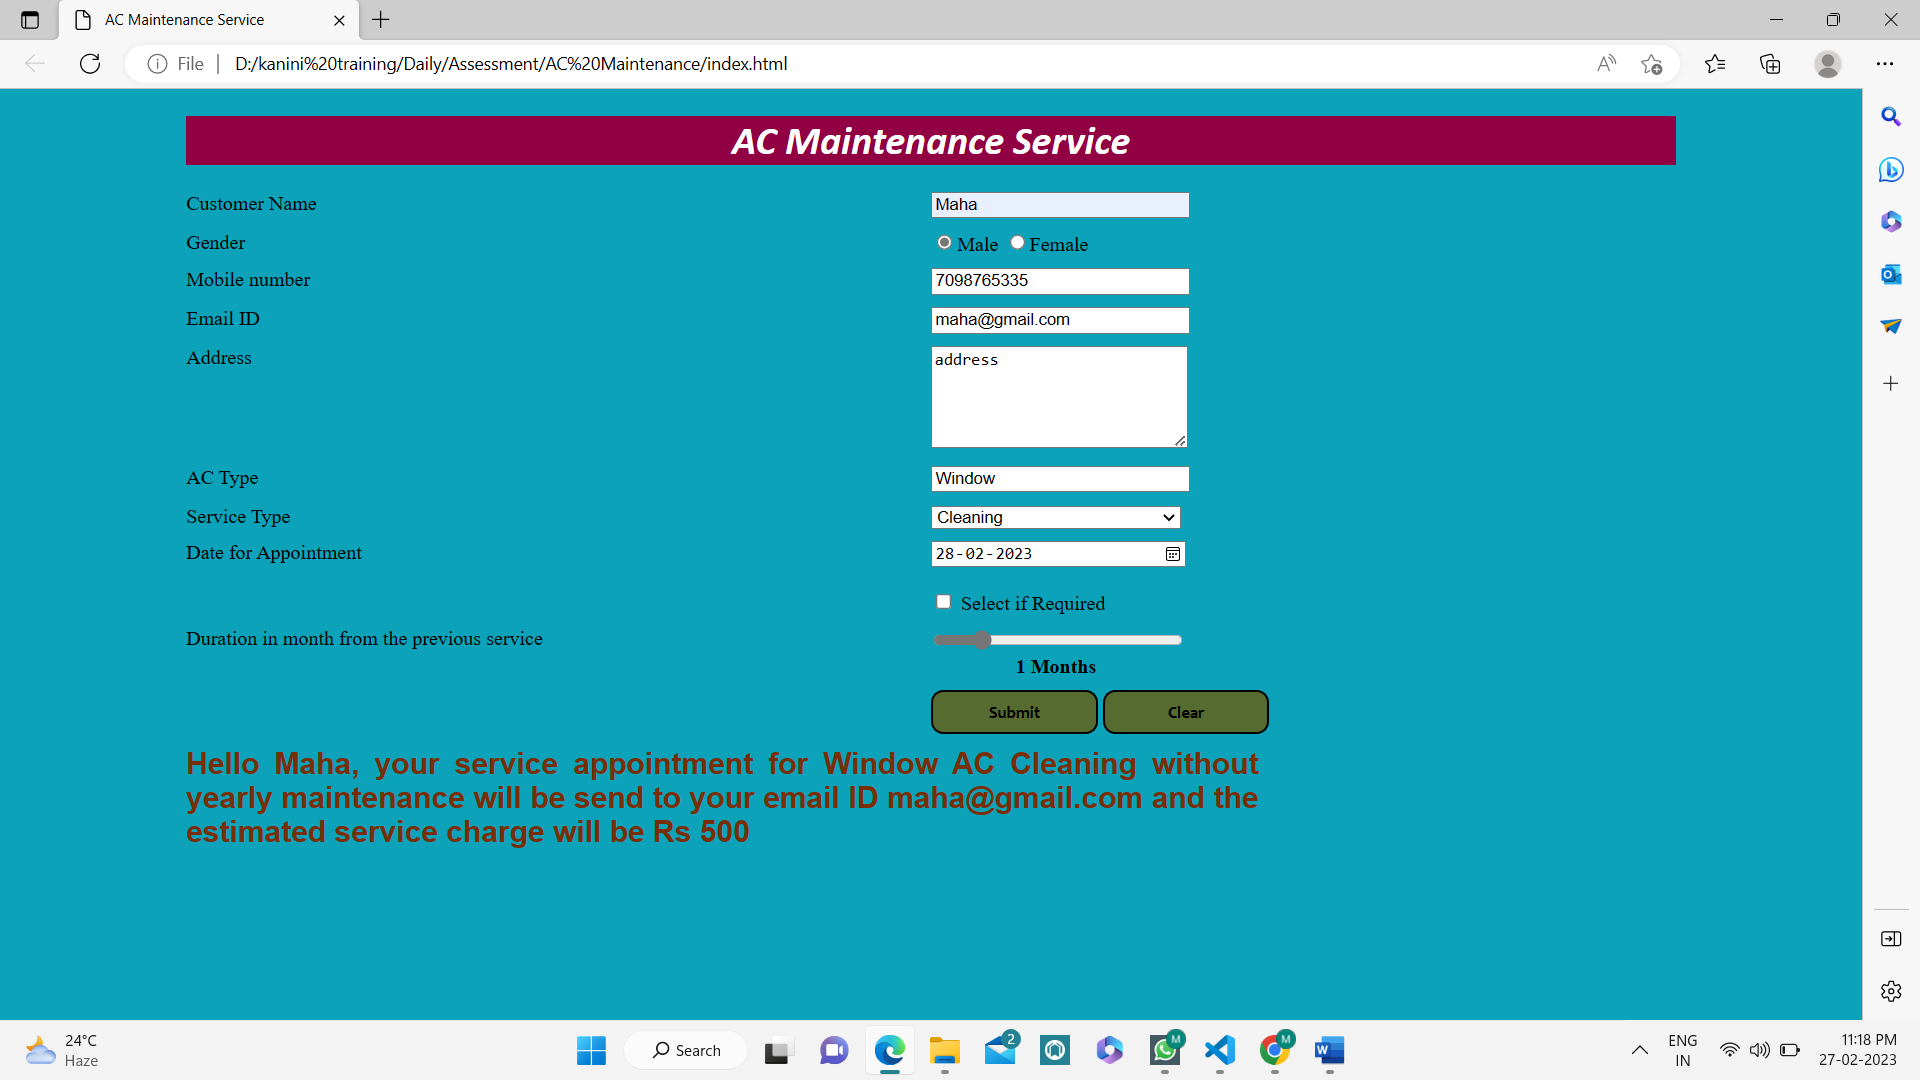 AC Maintenance Service
File
D:/kanini%20training/Daily/Assessment/AC%20Maintenance/index.html
AC Maintenance Service
Customer Name
Maha
Gender
Male Female
Mobile number
7098765335
Email ID
maha@gmail.com
Address
address
AC Type
Window
Service Type
Cleaning
Date for Appointment
28-02-2023
Select if Required
Duration in month from the previous service
1 Months
Submit Clear
Hello Maha, your service appointment for Window AC Cleaning without
yearly maintenance will be send to your email ID maha@gmail.com and the
estimated service charge will be Rs 500
24°C
Haze
Search
2
M
M
ENG
IN
11:18 PM
27-02-2023